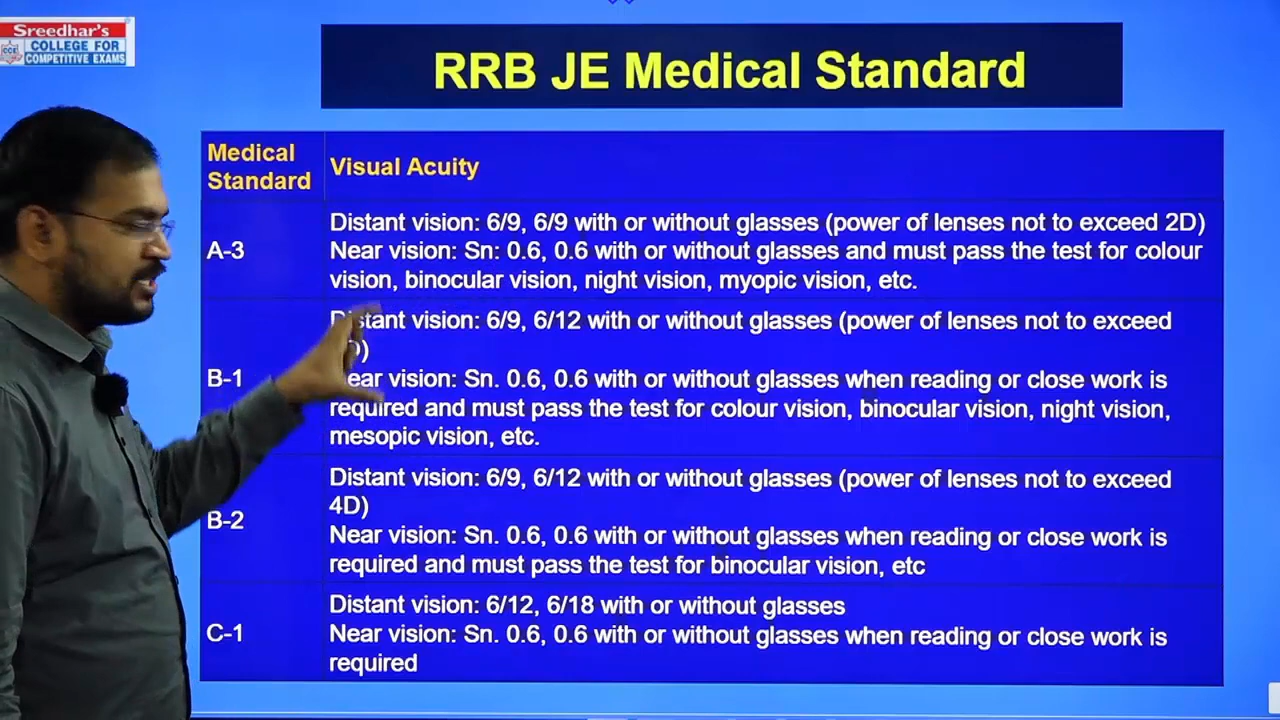 Sreedhar's
CCE
COLLEGE FOR
COMPETITIVE EXAMS
RRB JE Medical Standard
Medical
Standard
Visual Acuity
A-3
Distant vision: 6/9, 6/9 with or without glasses (power of lenses not to exceed 2D)
Near vision: Sn: 0.6, 0.6 with or without glasses and must pass the test for colour
vision, binocular vision, night vision, myopic vision, etc.
B-1
Distant vision: 6/9, 6/12 with or without glasses (power of lenses not to exceed
D)
Near vision: Sn. 0.6, 0.6 with or without glasses when reading or close work is
required and must pass the test for colour vision, binocular vision, night vision,
mesopic vision, etc.
B-2
Distant vision: 6/9, 6/12 with or without glasses (power of lenses not to exceed
4D)
Near vision: Sn. 0.6, 0.6 with or without glasses when reading or close work is
required and must pass the test for binocular vision, etc
C-1
Distant vision: 6/12, 6/18 with or without glasses
Near vision: Sn. 0.6, 0.6 with or without glasses when reading or close work is
required